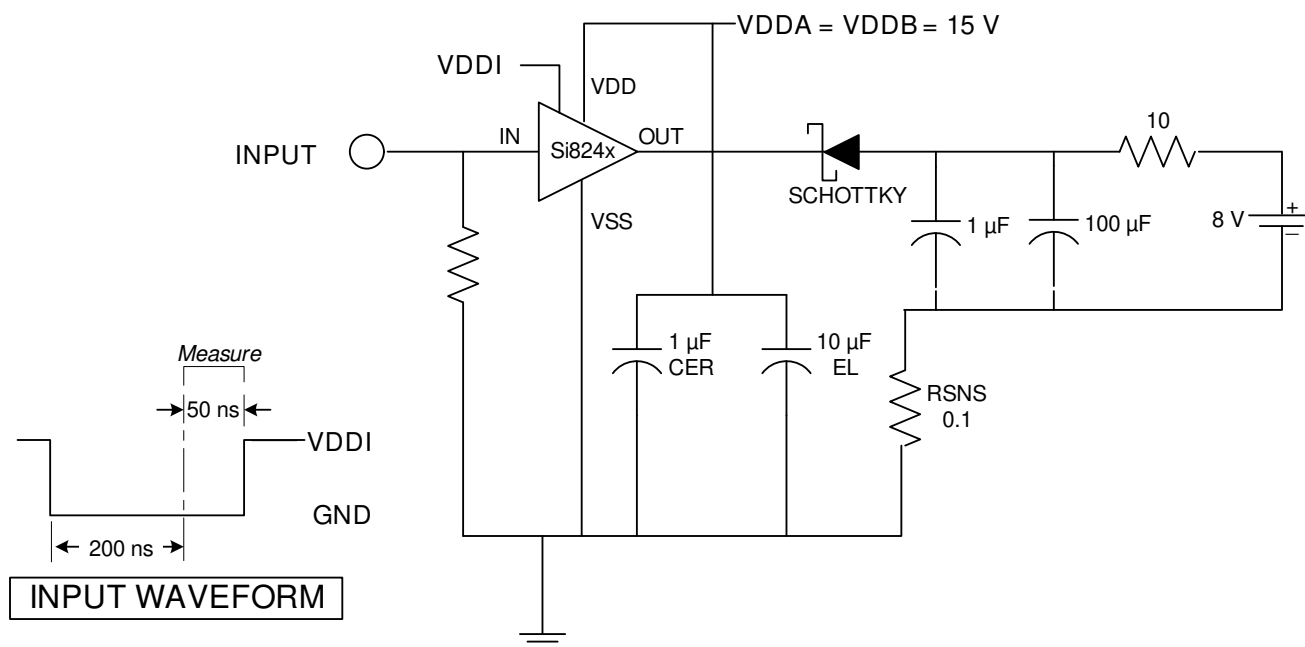 VDDA = VDDB = 15 V
VDDI
VDD
10
INPUT
IN
Si824x
OUT
SCHOTTKY
VSS
1 µF
100 µF
8 V
+
–
1 µF
CER
10 µF
EL
RSNS
0.1
Measure
50 ns
VDDI
GND
200 ns
INPUT WAVEFORM